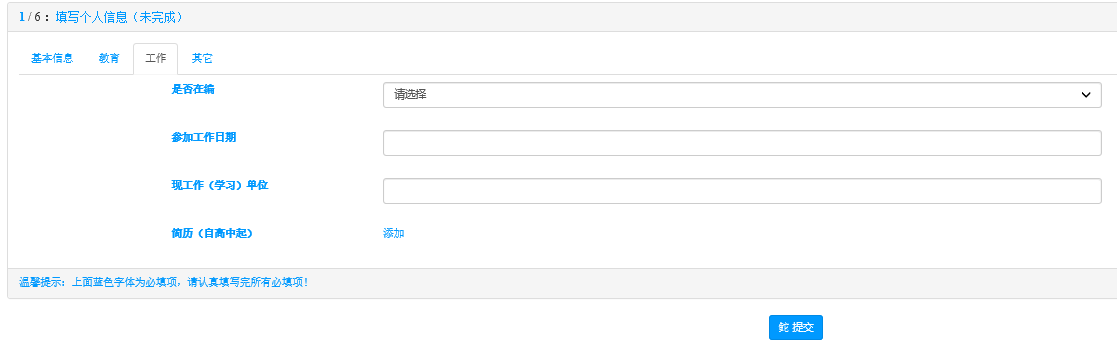 1 / 6 : 填写个人信息（未完成）
基本信息 教育 工作 其它
是否在编 请选择
参加工作日期
现工作（学习）单位
简历（自高中起） 添加
温馨提示：上面蓝色字体为必填项，请认真填写完所有必填项！
鉈 提交